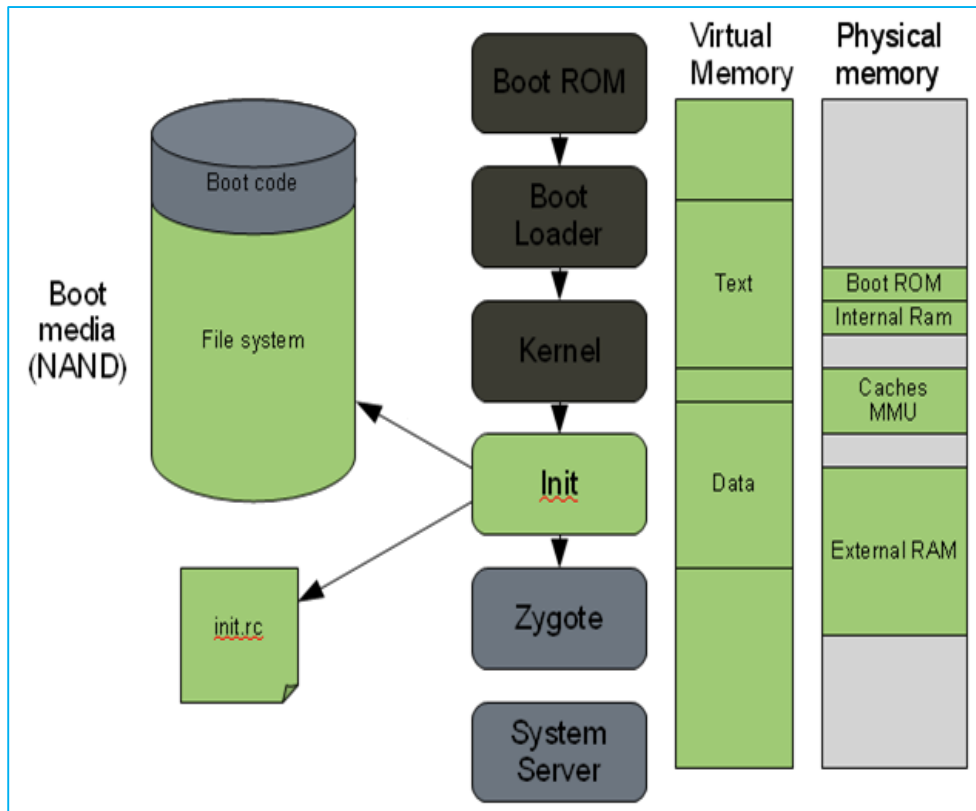 Boot ROM
Boot
Loader
Kernel
Init
Zygote
System
Server
Boot code
File system
Boot
media
(NAND)
init.rc
Virtual
Memory
Text
Data
Physical
memory
Boot ROM
Internal Ram
Caches
MMU
External RAM